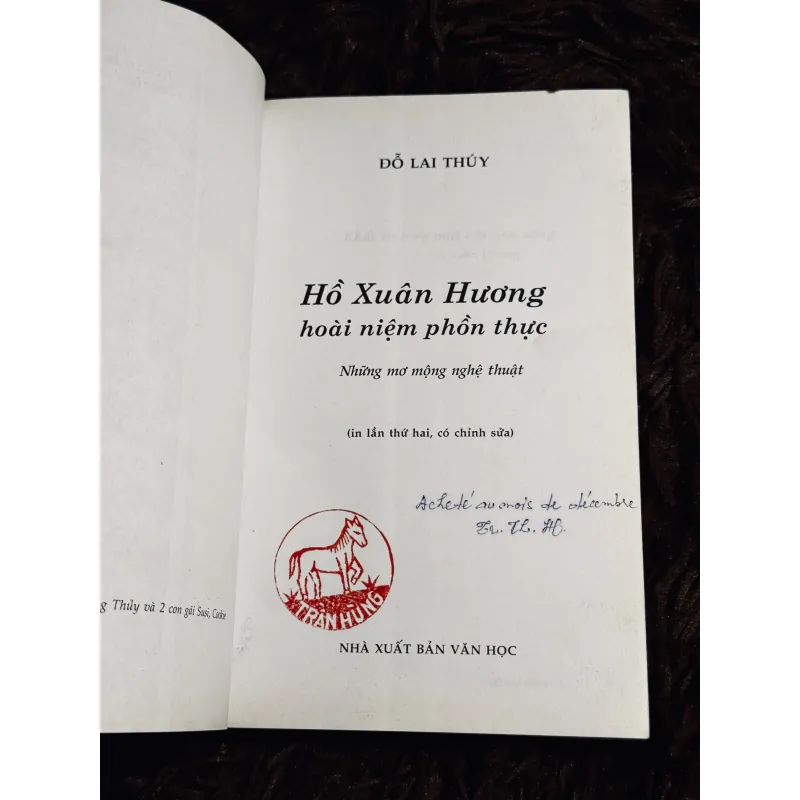 g Thủy và 2 con gái Susi, Cookie
ĐỖ LAI THÚY
Hồ Xuân Hương
hoài niệm phồn thực
Những mơ mộng nghệ thuật
(in lần thứ hai, có chỉnh sửa)
Acheté au mois de décembre
Tr. Th. H.
TRẦN HÙNG
NHÀ XUẤT BẢN VĂN HỌC